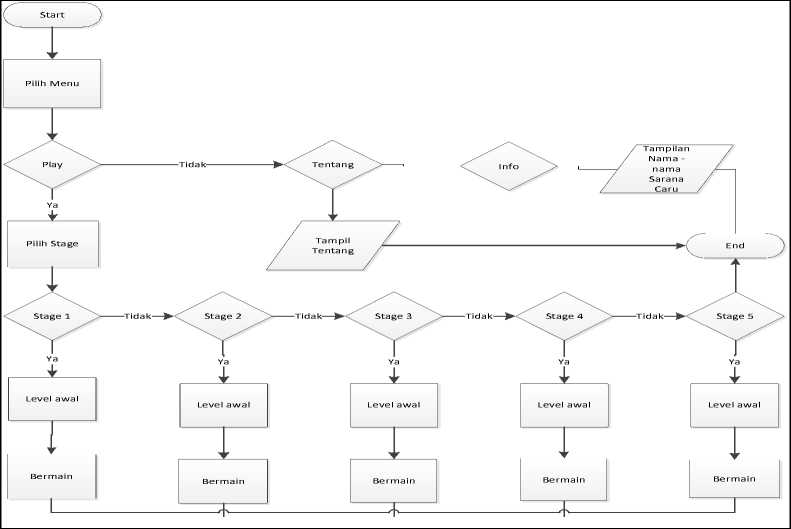 Start
Pilih Menu
Play
Tidak
Tentang
Info
Tampilan
Nama -
nama
Sarana
Caru
Ya
Pilih Stage
Tampil
Tentang
End
Stage 1
Tidak
Stage 2
Tidak
Stage 3
Tidak
Stage 4
Tidak
Stage 5
Ya
Ya
Ya
Ya
Ya
Level awal
Level awal
Level awal
Level awal
Level awal
Bermain
Bermain
Bermain
Bermain
Bermain